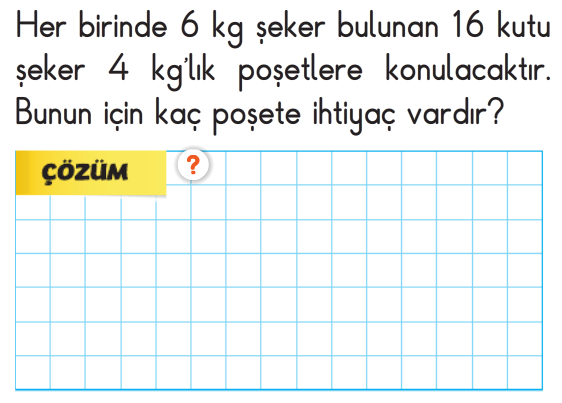 Her birinde 6 kg şeker bulunan 16 kutu
şeker 4 kg'lık poşetlere konulacaktır.
Bunun için kaç poşete ihtiyaç vardır?
ÇÖZÜM ?